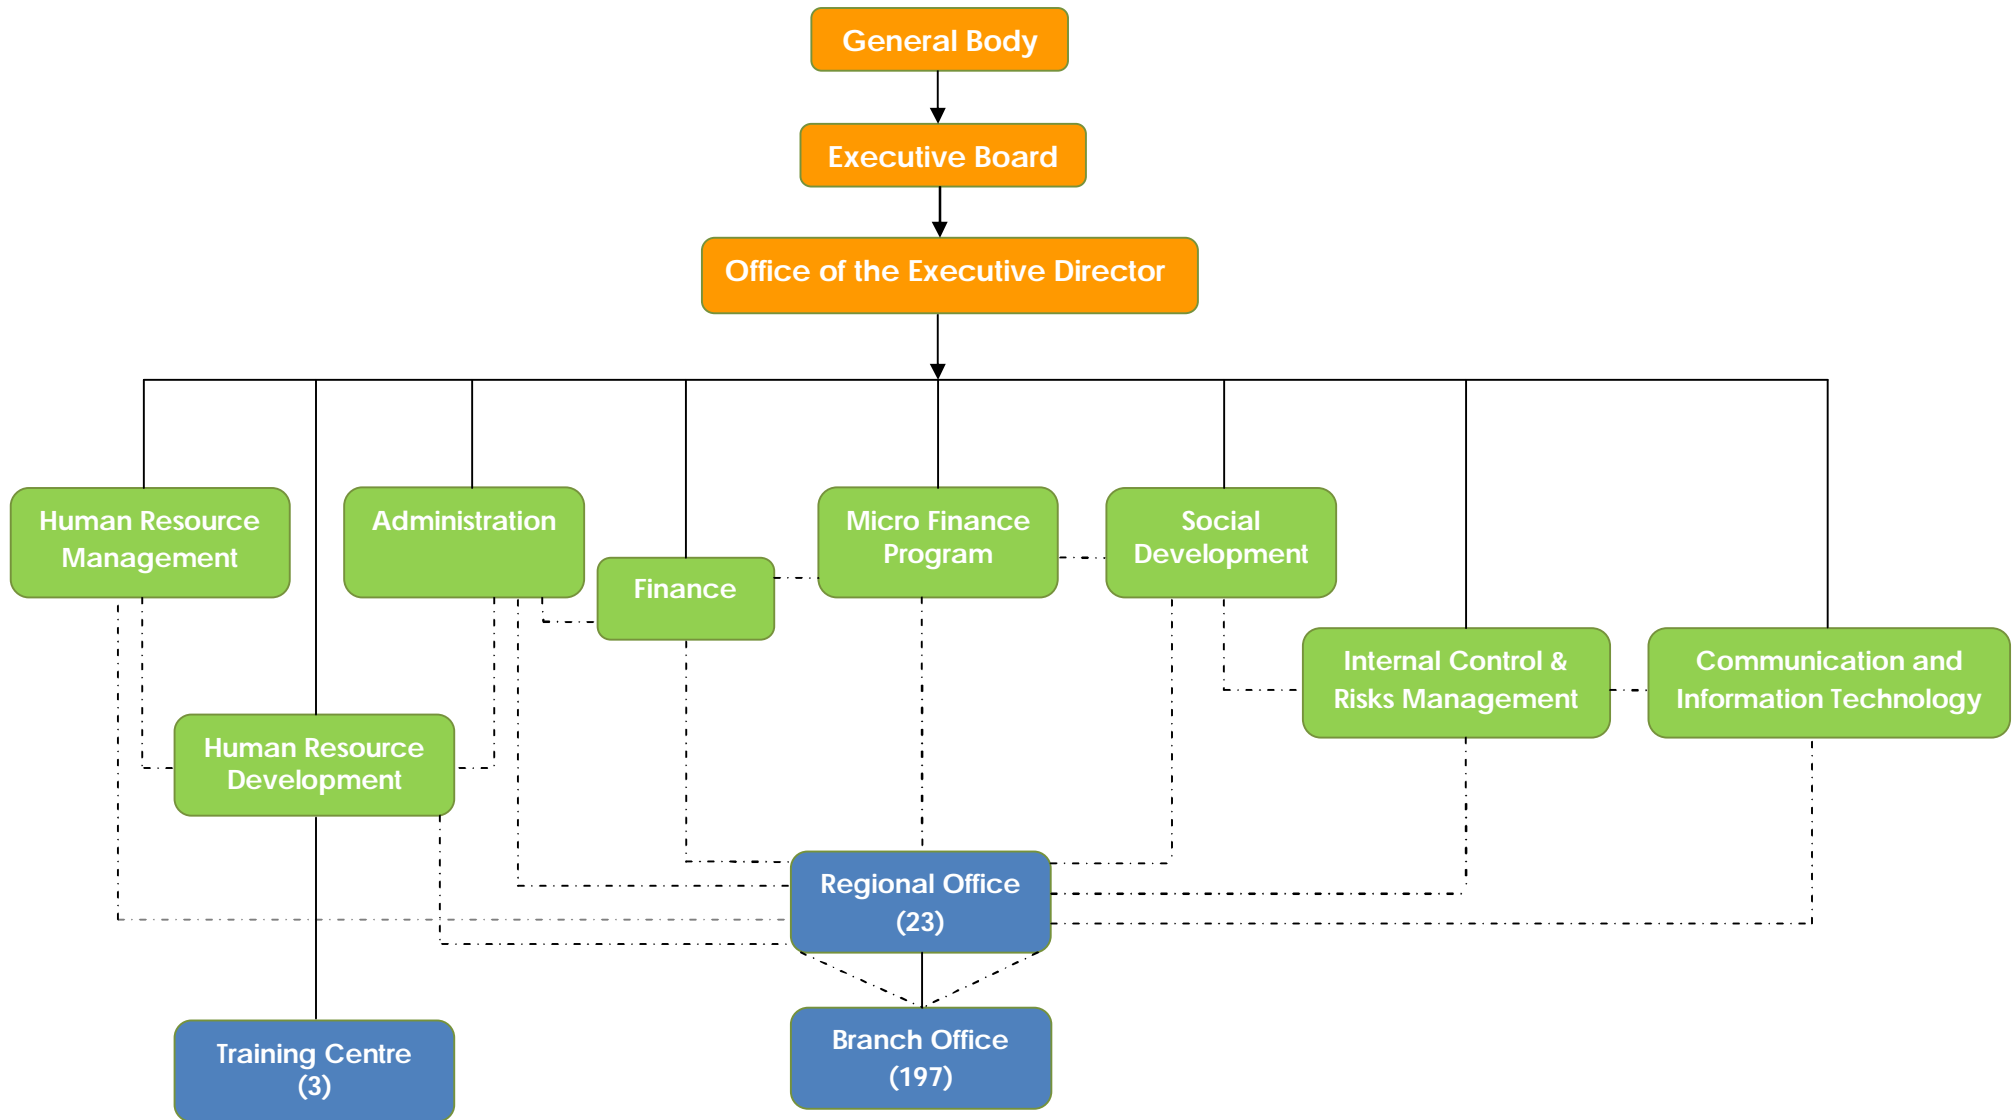 General Body
Executive Board
Office of the Executive Director
Human Resource
Management
Administration
Finance
Micro Finance
Program
Social
Development
Internal Control &
Risks Management
Communication and
Information Technology
Human Resource
Development
Regional Office
(23)
Training Centre
(3)
Branch Office
(197)